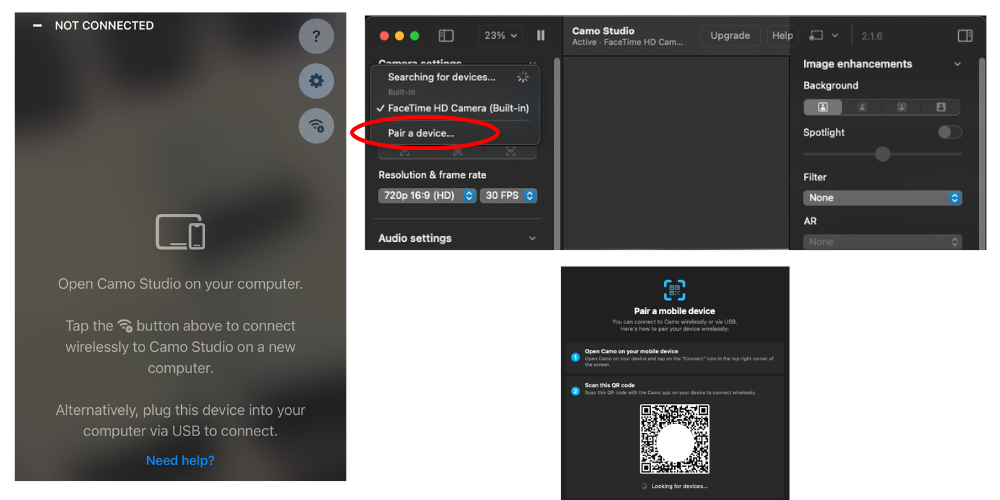 NOT CONNECTED
?
Open Camo Studio on your computer.
Tap the button above to connect
wirelessly to Camo Studio on a new
computer.
Alternatively, plug this device into your
computer via USB to connect.
Need help?
23%
Camo Studio
Active · FaceTime HD Cam...
Upgrade
Help
2.1.6
Camera settings
Searching for devices...
Built-in
✓ FaceTime HD Camera (Built-in)
Pair a device...
Resolution & frame rate
720p 16:9 (HD)
30 FPS
Audio settings
Image enhancements
Background
Spotlight
Filter
None
AR
None
Pair a mobile device
You can connect to Camo wirelessly or via USB.
Here's how to pair your device wirelessly:
1 Open Camo on your mobile device
Open Camo on your device and tap on the "Connect" icon in the top right corner of
the screen.
2 Scan this QR code
Scan this QR code with the Camo app on your device to connect wirelessly.
Looking for devices...